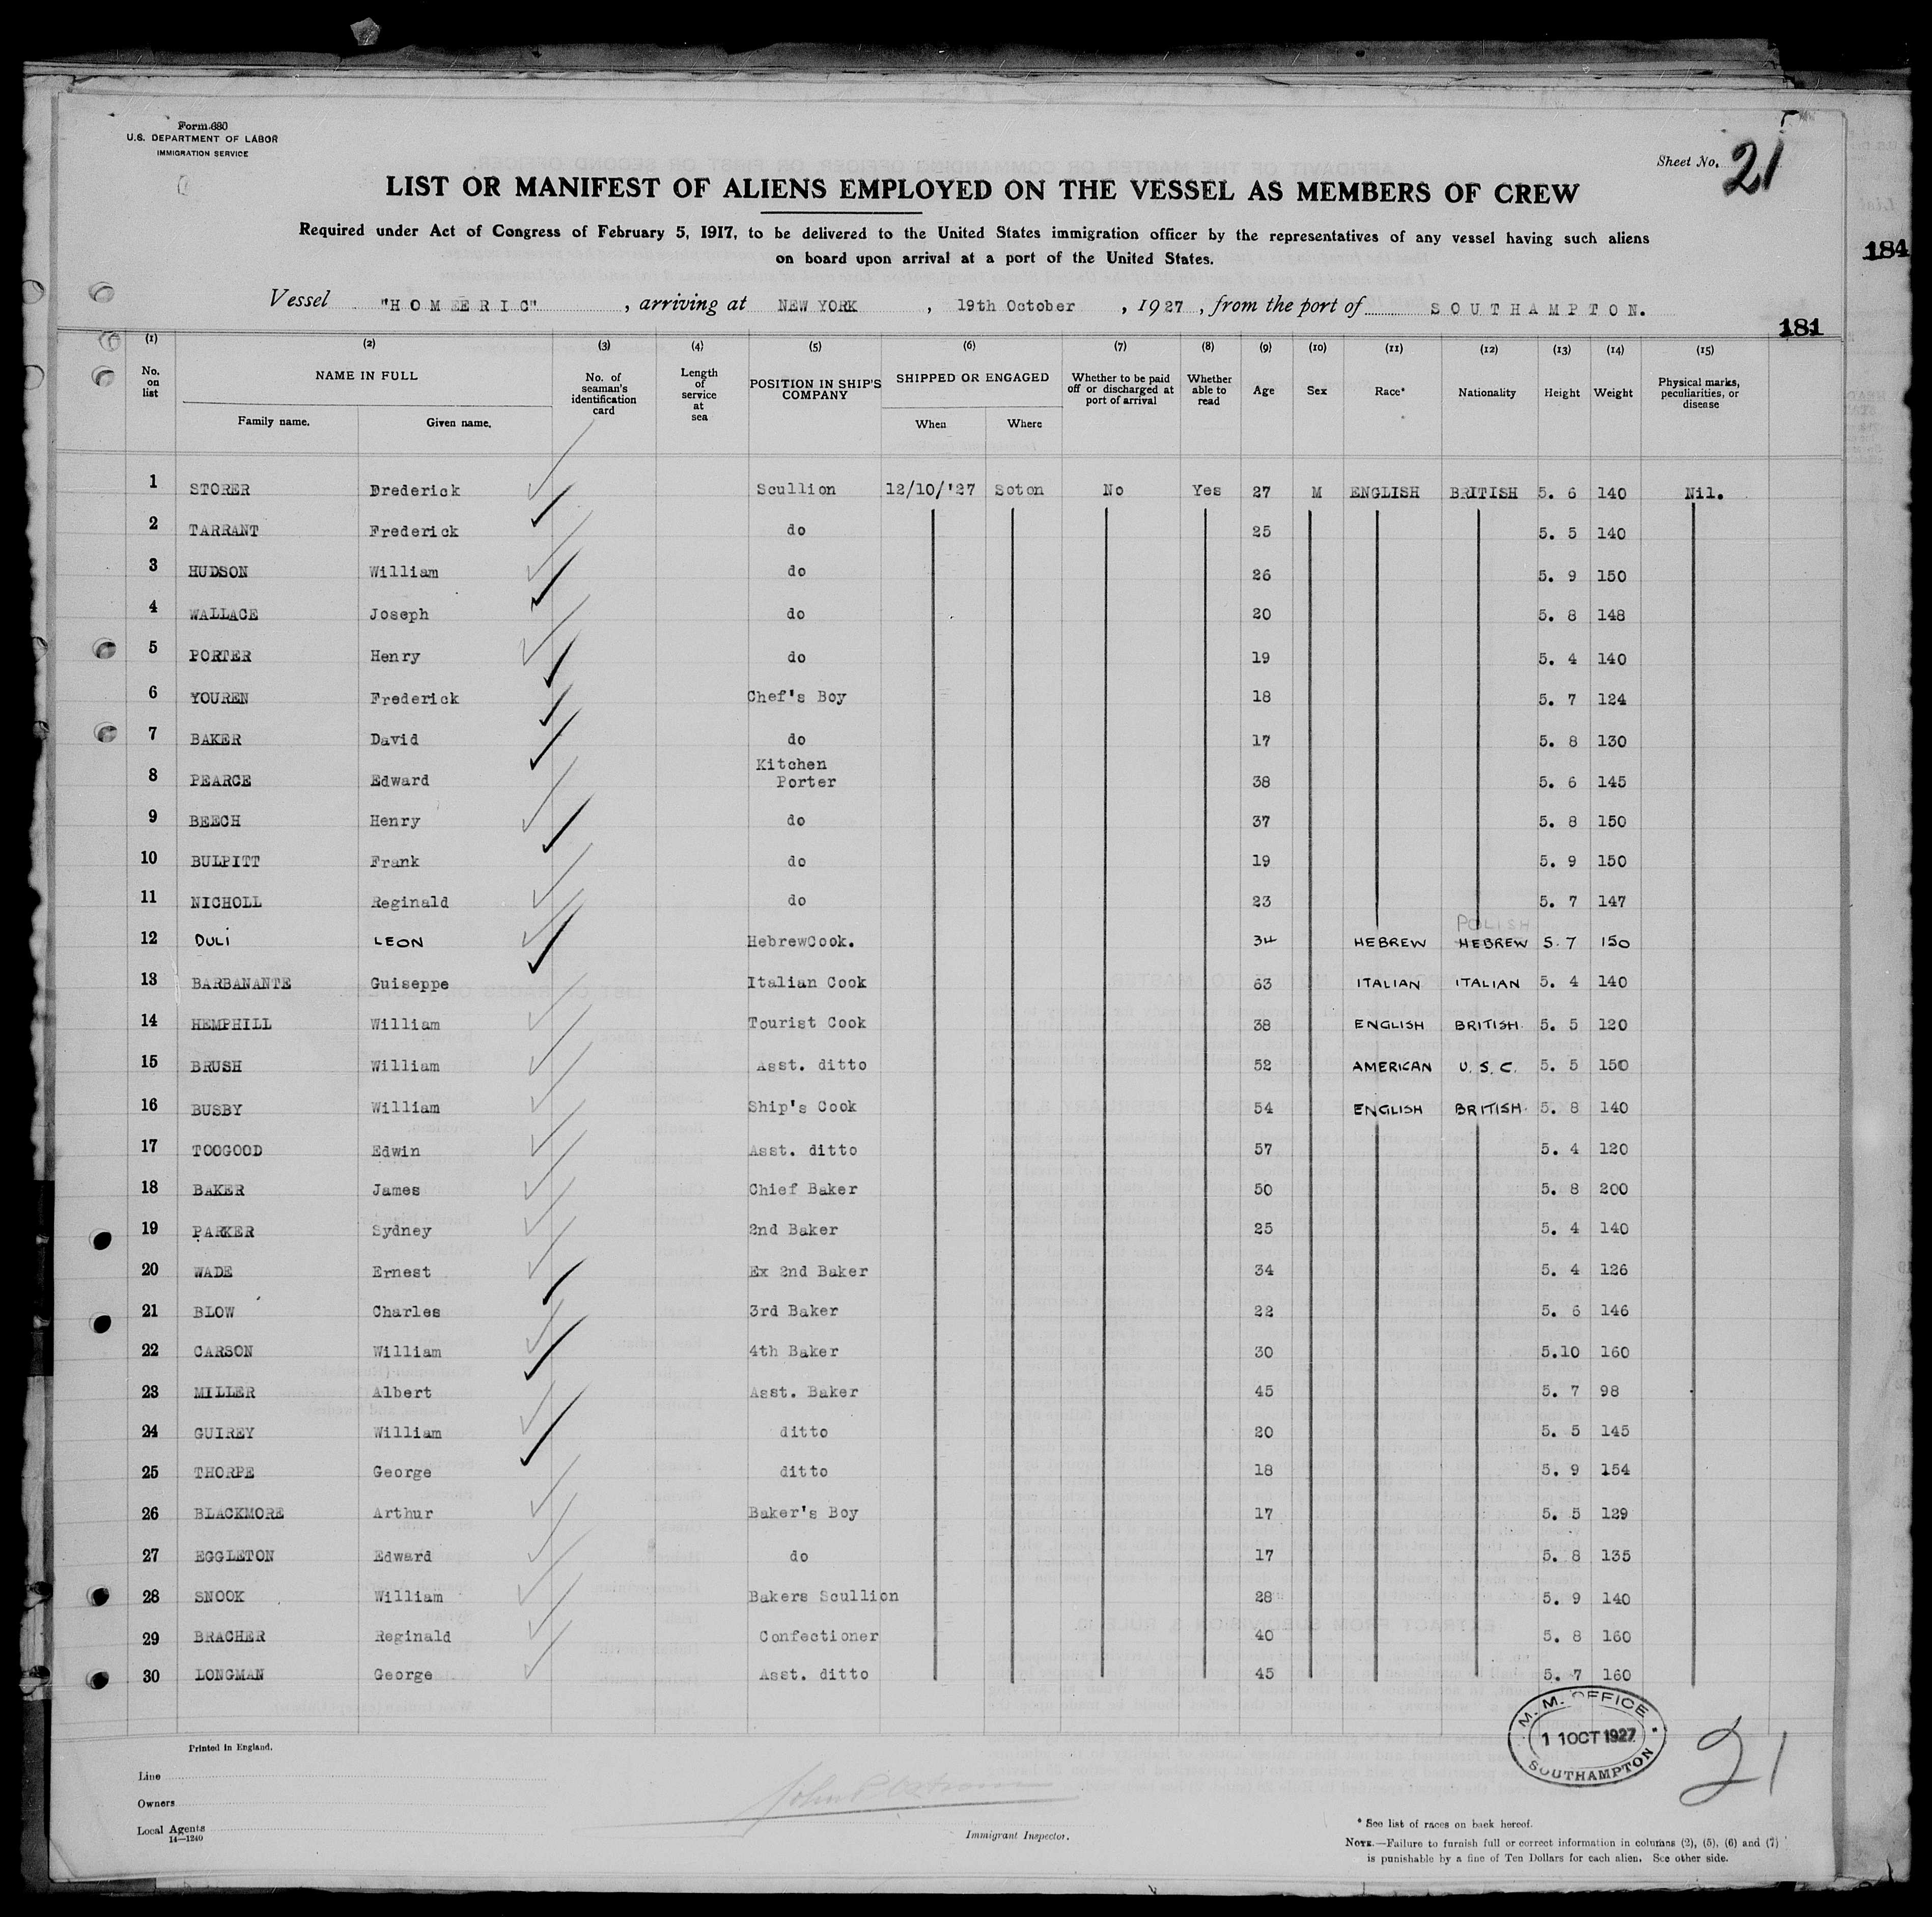 Form 680
U.S. DEPARTMENT OF LABOR
IMMIGRATION SERVICE
Sheet No. 21
LIST OR MANIFEST OF ALIENS EMPLOYED ON THE VESSEL AS MEMBERS OF CREW
Required under Act of Congress of February 5, 1917, to be delivered to the United States immigration officer by the representatives of any vessel having such aliens
on board upon arrival at a port of the United States.
184
Vessel "HOMEERIC", arriving at NEW YORK, 19th October, 1927, from the port of SOUTHAMPTON.
181
(1) (2) (3) (4) (5) (6) (7) (8) (9) (10) (11) (12) (13) (14) (15)
No. on list NAME IN FULL Family name. Given name. No. of seaman's identification card Length of service at sea POSITION IN SHIP'S COMPANY SHIPPED OR ENGAGED When Where Whether to be paid off or discharged at port of arrival Whether able to read Age Sex Race* Nationality Height Weight Physical marks, peculiarities, or disease
1 STORER Frederick Scullion 12/10/'27 Soton No Yes 27 M ENGLISH BRITISH 5. 6 140 Nil.
2 TARRANT Frederick do 25 5. 5 140
3 HUDSON William do 26 5. 9 150
4 WALLACE Joseph do 20 5. 8 148
5 PORTER Henry do 19 5. 4 140
6 YOUREN Frederick Chef's Boy 18 5. 7 124
7 BAKER David do 17 5. 8 130
8 PEARCE Edward Kitchen Porter 38 5. 6 145
9 BEECH Henry do 37 5. 8 150
10 BULPITT Frank do 19 5. 9 150
11 NICHOLL Reginald do 23 5. 7 147
POLISH
12 DULI LEON HebrewCook. 34 HEBREW HEBREW 5. 7 150
13 BARBANANTE Guiseppe Italian Cook 63 ITALIAN ITALIAN 5. 4 140
14 HEMPHILL William Tourist Cook 38 ENGLISH BRITISH. 5. 5 120
15 BRUSH William Asst. ditto 52 AMERICAN U. S. C. 5. 5 150
16 BUSBY William Ship's Cook 54 ENGLISH BRITISH. 5. 8 140
17 TOOGOOD Edwin Asst. ditto 57 5. 4 120
18 BAKER James Chief Baker 50 5. 8 200
19 PARKER Sydney 2nd Baker 25 5. 4 140
20 WADE Ernest Ex 2nd Baker 34 5. 4 126
21 BLOW Charles 3rd Baker 22 5. 6 146
22 CARSON William 4th Baker 30 5.10 160
23 MILLER Albert Asst. Baker 45 5. 7 98
24 GUIREY William ditto 20 5. 5 145
25 THORPE George ditto 18 5. 9 154
26 BLACKMORE Arthur Baker's Boy 17 5. 5 129
27 EGGLETON Edward do 17 5. 8 135
28 SNOOK William Bakers Scullion 28 5. 9 140
29 BRACHER Reginald Confectioner 40 5. 8 160
30 LONGMAN George Asst. ditto 45 5. 7 160
M. M. OFFICE
11 OCT 1927
SOUTHAMPTON
21
Printed in England.
Line
Owners
Local Agents
14—1240
Immigrant Inspector.
* See list of races on back hereof.
NOTE.—Failure to furnish full or correct information in columns (2), (5), (6) and (7)
is punishable by a fine of Ten Dollars for each alien. See other side.